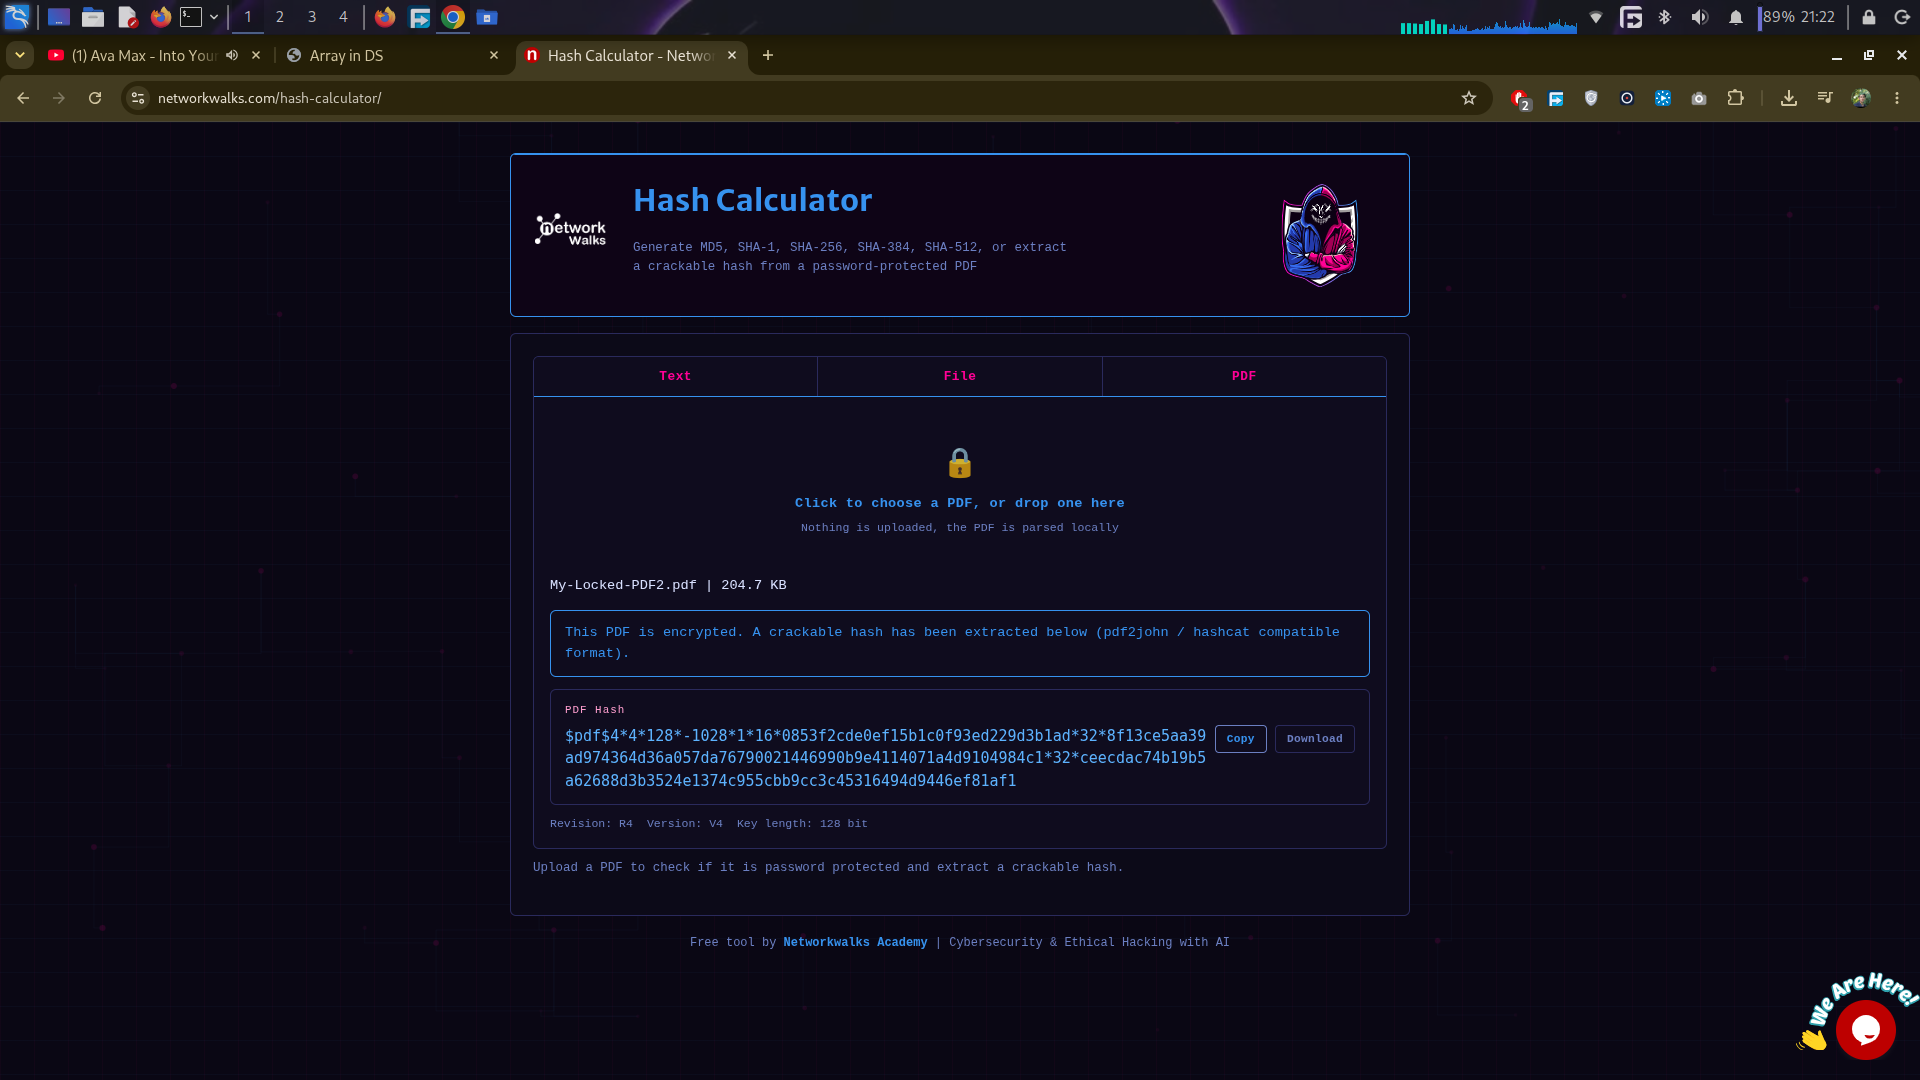 1 2 3 4
89% 21:22
(1) Ava Max - Into Your
Array in DS
Hash Calculator - Netwo
networkwalks.com/hash-calculator/
2
network
Walks
Hash Calculator
Generate MD5, SHA-1, SHA-256, SHA-384, SHA-512, or extract
a crackable hash from a password-protected PDF
Text
File
PDF
Click to choose a PDF, or drop one here
Nothing is uploaded, the PDF is parsed locally
My-Locked-PDF2.pdf | 204.7 KB
This PDF is encrypted. A crackable hash has been extracted below (pdf2john / hashcat compatible
format).
PDF Hash
$pdf$4*4*128*-1028*1*16*0853f2cde0ef15b1c0f93ed229d3b1ad*32*8f13ce5aa39
ad974364d36a057da76790021446990b9e4114071a4d9104984c1*32*ceecdac74b19b5
a62688d3b3524e1374c955cbb9cc3c45316494d9446ef81af1
Copy
Download
Revision: R4 Version: V4 Key length: 128 bit
Upload a PDF to check if it is password protected and extract a crackable hash.
Free tool by Networkwalks Academy | Cybersecurity & Ethical Hacking with AI
We Are Here!